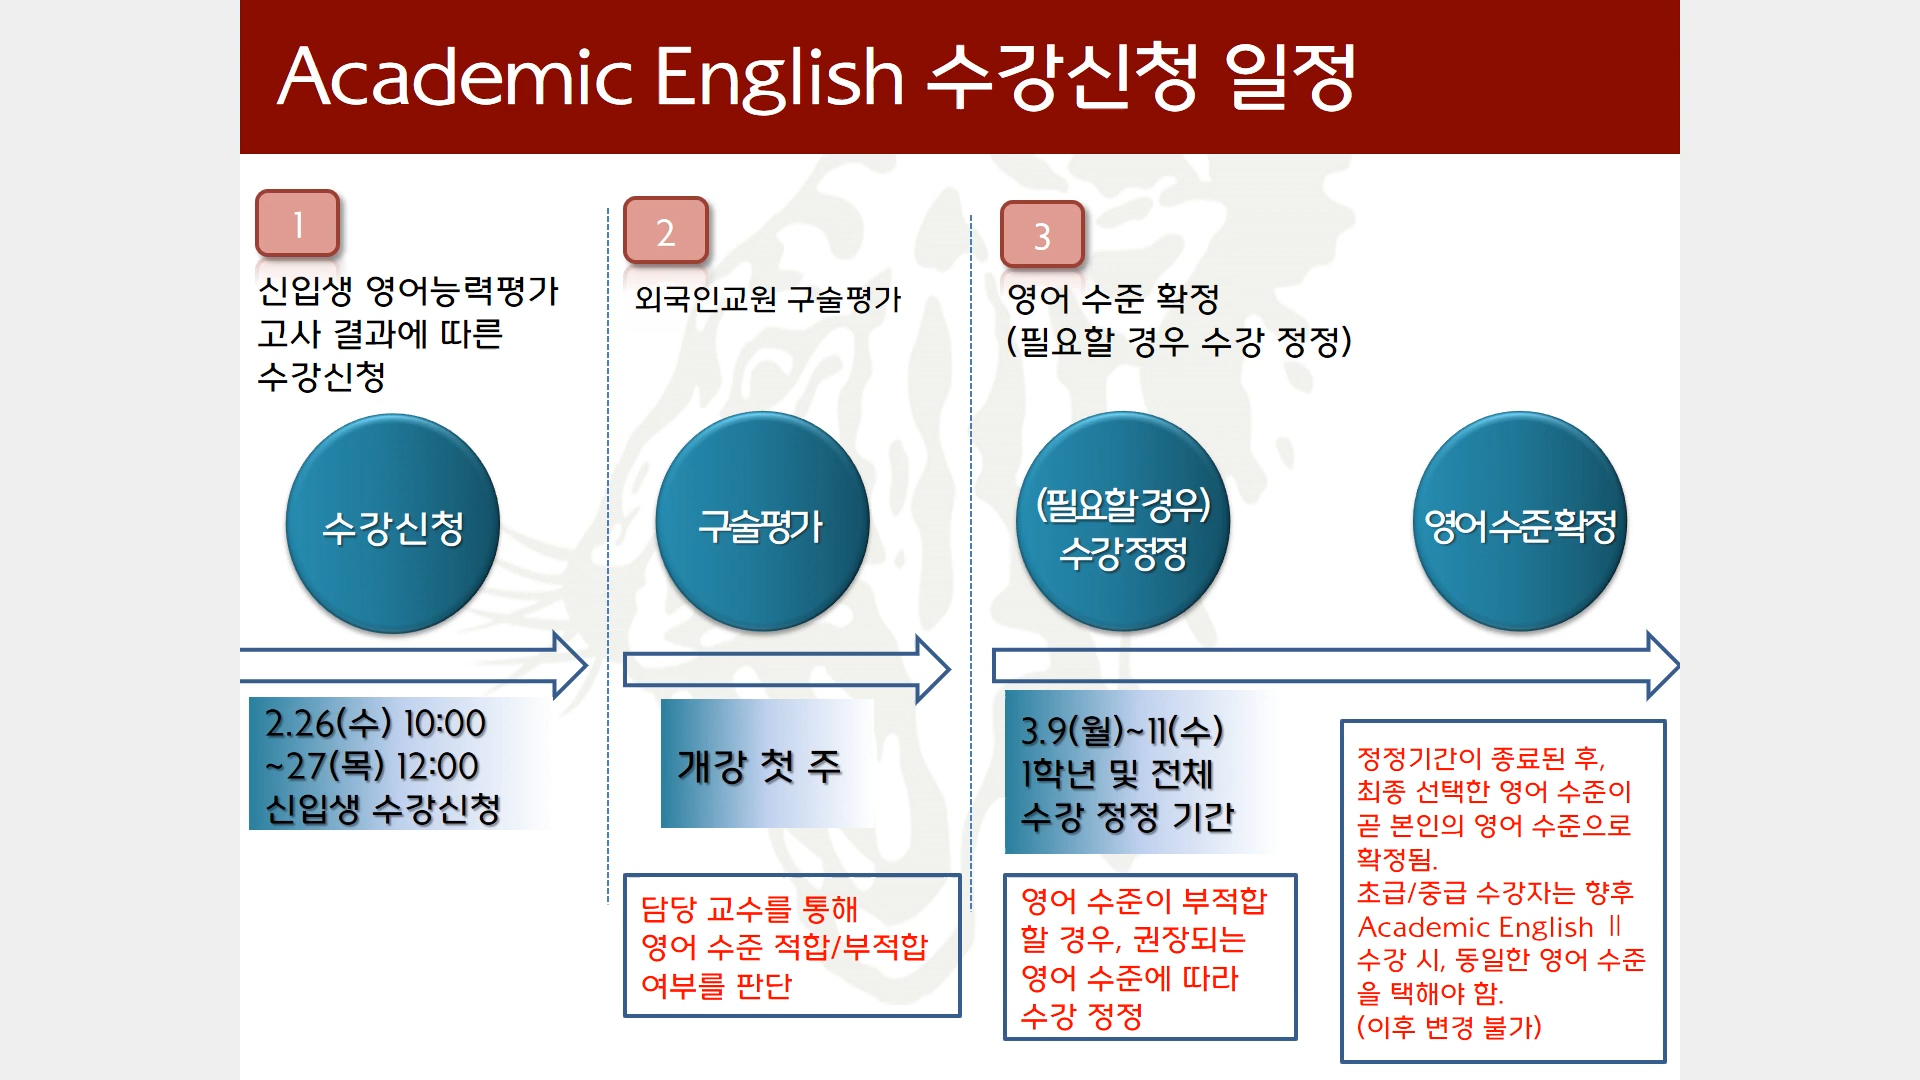 Academic English 수강신청 일정
1
신입생 영어능력평가
고사 결과에 따른
수강신청
2
외국인교원 구술평가
3
영어 수준 확정
(필요할 경우 수강 정정)
수강신청
구술평가
(필요할 경우)
수강 정정
영어 수준 확정
2.26(수) 10:00
~27(목) 12:00
신입생 수강신청
개강 첫 주
3.9(월)~11(수)
1학년 및 전체
수강 정정 기간
담당 교수를 통해
영어 수준 적합/부적합
여부를 판단
영어 수준이 부적합
할 경우, 권장되는
영어 수준에 따라
수강 정정
정정기간이 종료된 후,
최종 선택한 영어 수준이
곧 본인의 영어 수준으로
확정됨.
초급/중급 수강자는 향후
Academic English Ⅱ
수강 시, 동일한 영어 수준
을 택해야 함.
(이후 변경 불가)